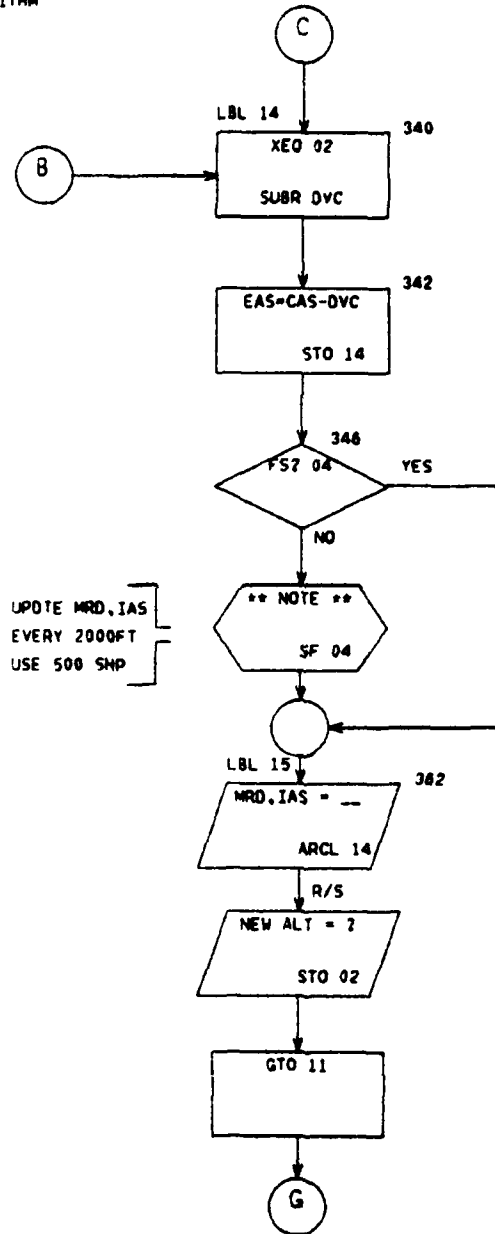 C
LBL 14
340
XEQ 02
B
SUBR DVC
342
EAS=CAS-DVC
STO 14
346
FS? 04
YES
NO
** NOTE **
UPDTE MRD.IAS
EVERY 2000FT
SF 04
USE 500 SHP
LBL 15
362
MRD.IAS = __
ARCL 14
R/S
NEW ALT = ?
STO 02
GTO 11
G